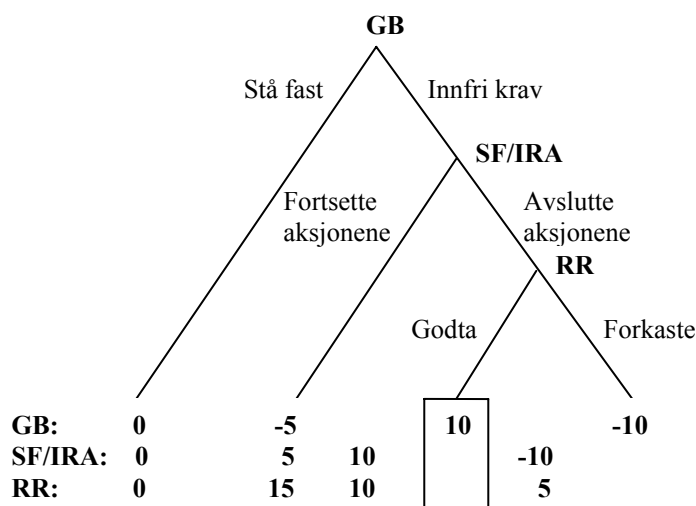 GB
Stå fast Innfri krav
SF/IRA
Fortsette Avslutte
aksjonene aksjonene
RR
Godta Forkaste
GB: 0 -5 10 -10
SF/IRA: 0 5 10 -10
RR: 0 15 10 5